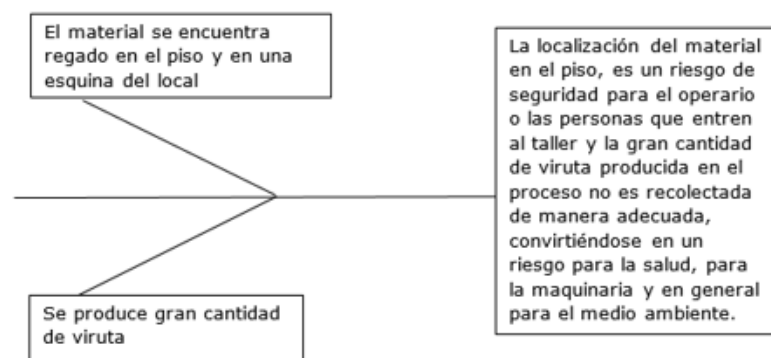 El material se encuentra
regado en el piso y en una
esquina del local
La localización del material
en el piso, es un riesgo de
seguridad para el operario
o las personas que entren
al taller y la gran cantidad
de viruta producida en el
proceso no es recolectada
de manera adecuada,
convirtiéndose en un
riesgo para la salud, para
la maquinaria y en general
para el medio ambiente.
Se produce gran cantidad
de viruta